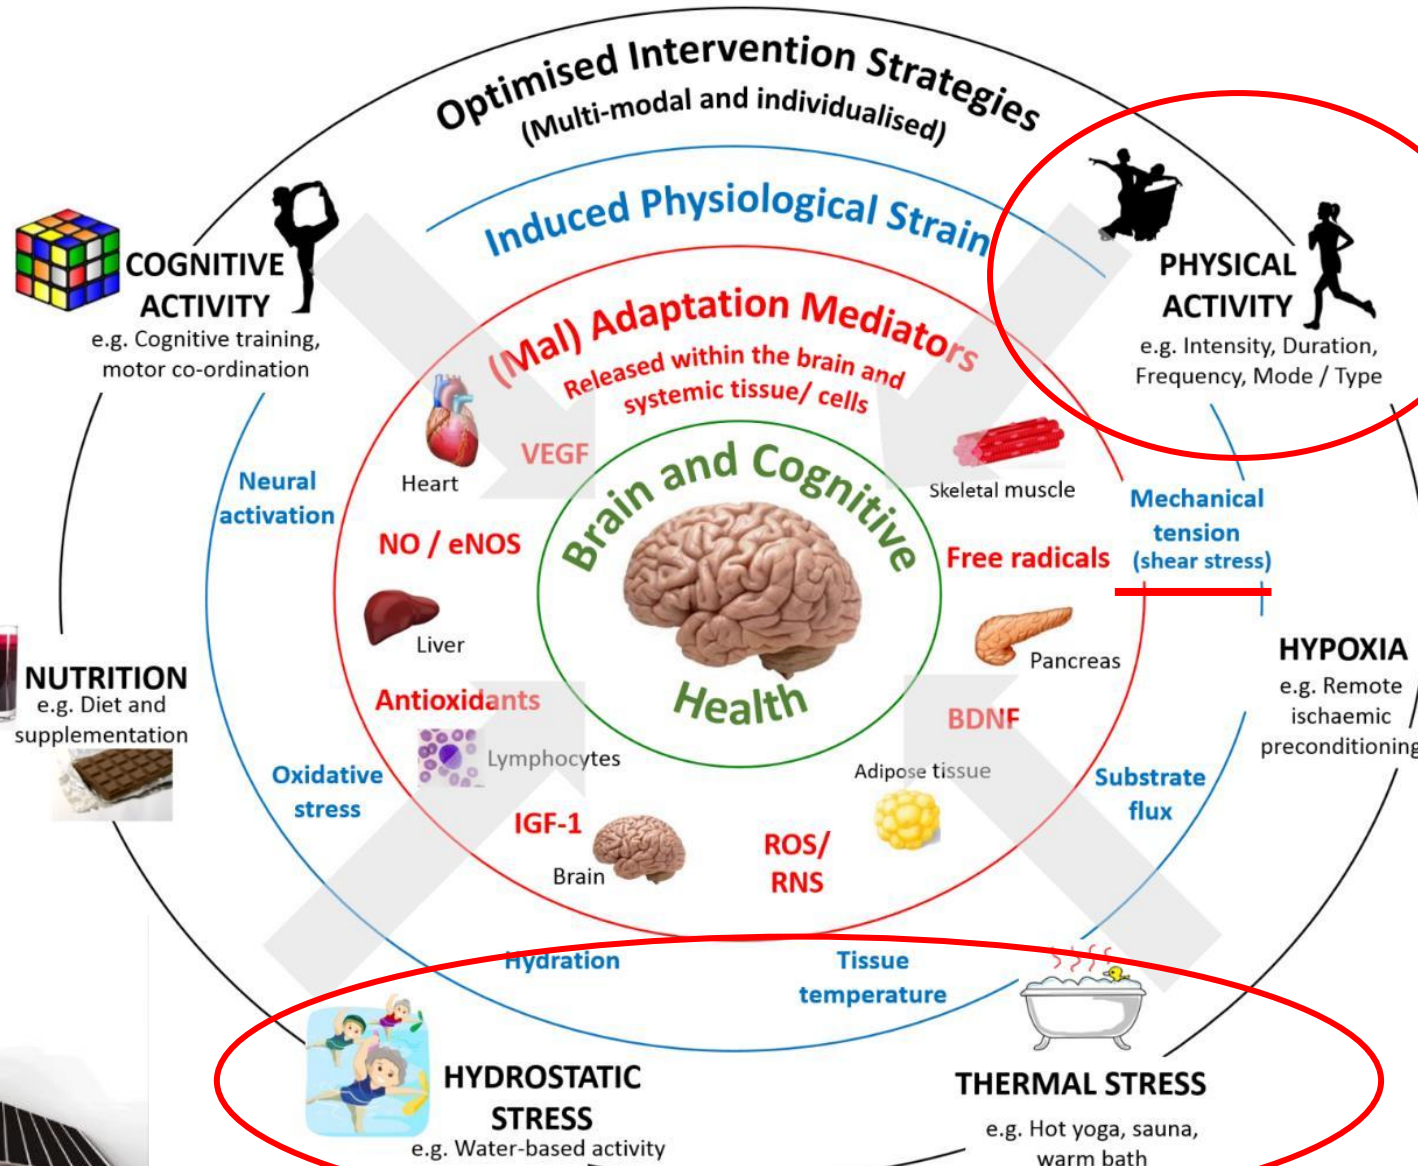 Optimised Intervention Strategies
(Multi-modal and individualised)
Induced Physiological Strain
(Mal) Adaptation Mediators
Released within the brain and
systemic tissue/ cells
COGNITIVE
ACTIVITY
e.g. Cognitive training,
motor co-ordination
PHYSICAL
ACTIVITY
e.g. Intensity, Duration,
Frequency, Mode / Type
Neural
activation
Heart
VEGF
NO / eNOS
Liver
Antioxidants
Lymphocytes
IGF-1
Brain
Brain and Cognitive
Health
Skeletal muscle
Free radicals
Pancreas
BDNF
Adipose tissue
ROS/
RNS
Mechanical
tension
(shear stress)
NUTRITION
e.g. Diet and
supplementation
HYPOXIA
e.g. Remote
ischaemic
preconditioning
Oxidative
stress
Substrate
flux
Hydration
Tissue
temperature
HYDROSTATIC
STRESS
e.g. Water-based activity
THERMAL STRESS
e.g. Hot yoga, sauna,
warm bath